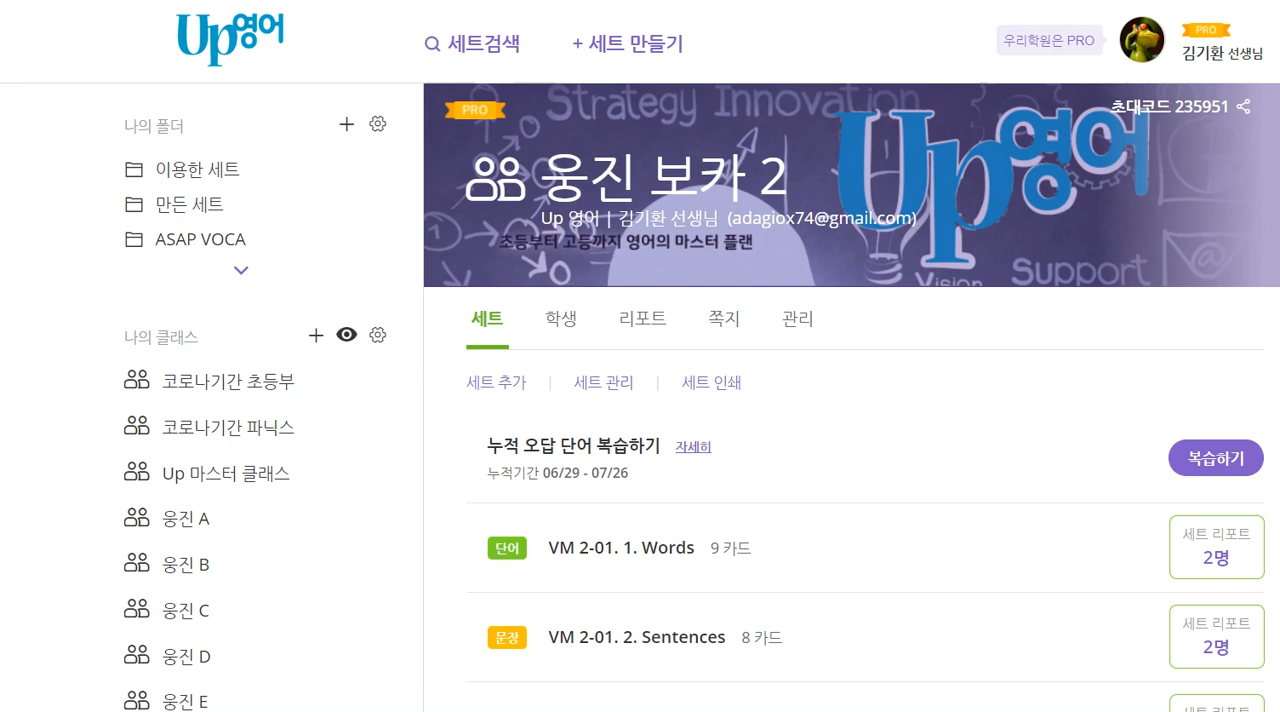 Up영어
세트검색
+ 세트 만들기
우리학원은 PRO
PRO
김기환 선생님
나의 폴더
이용한 세트
만든 세트
ASAP VOCA
나의 클래스
코로나기간 초등부
코로나기간 파닉스
Up 마스터 클래스
웅진 A
웅진 B
웅진 C
웅진 D
웅진 E
PRO
Strategy Innovation
초대코드 235951
Up영어
웅진 보카 2
Up 영어 | 김기환 선생님 (adagiox74@gmail.com)
초등부터 고등까지 영어의 마스터 플랜
Support
Vision
세트
학생
리포트
쪽지
관리
세트 추가 | 세트 관리 | 세트 인쇄
누적 오답 단어 복습하기 자세히
누적기간 06/29 - 07/26
복습하기
단어 VM 2-01. 1. Words 9 카드
세트 리포트
2명
문장 VM 2-01. 2. Sentences 8 카드
세트 리포트
2명
세트 리포트